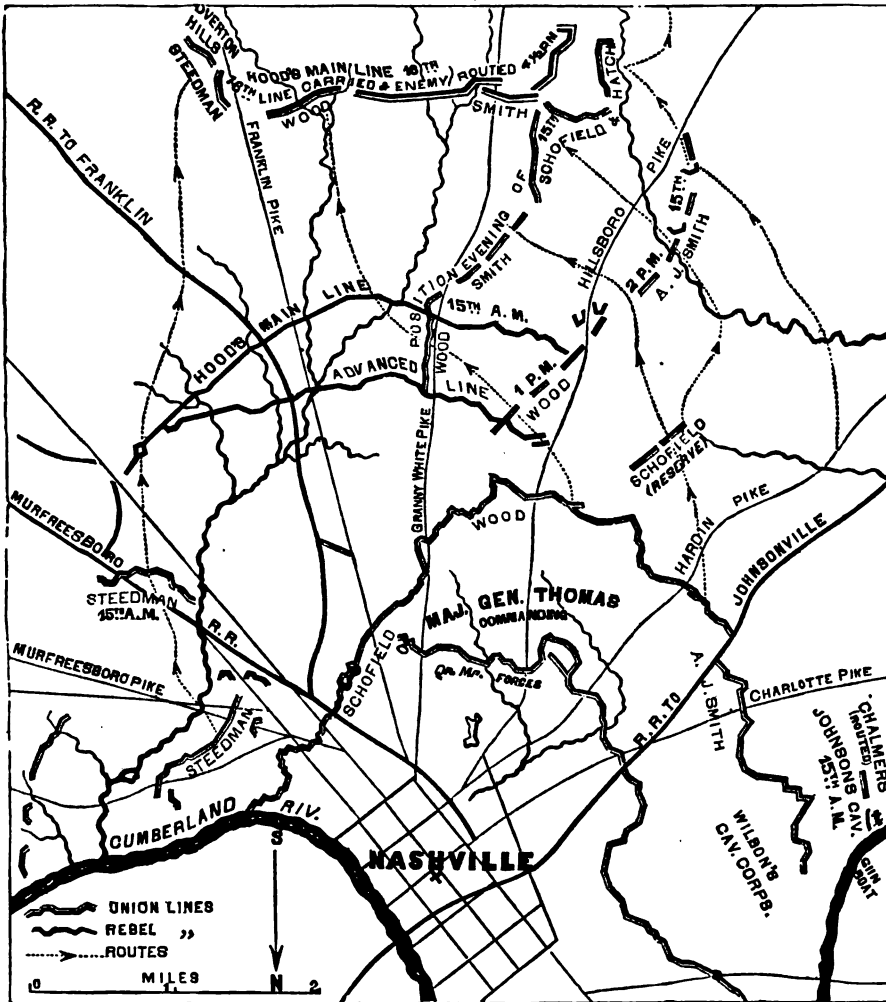 OVERTON
HILLS
STEEDMAN
16TH
HOOD'S MAIN LINE 16TH
LINE CARRIED & ENEMY ROUTED
4½ P.M.
WOOD
SMITH
15TH
SCHOFIELD &
HATCH
R. R. TO FRANKLIN
FRANKLIN PIKE
OF
PIKE
HILLSBORO
15TH
2 P.M.
A. J. SMITH
EVENING
SMITH
POSITION
HOOD'S MAIN LINE
15TH A.M.
WOOD
ADVANCED LINE
1 P.M.
WOOD
SCHOFIELD
(RESERVE)
GRANNY WHITE PIKE
WOOD
HARDIN PIKE
JOHNSONVILLE
MURFREESBORO
R. R.
STEEDMAN
15TH A.M.
MAJ. GEN. THOMAS
COMMANDING
SCHOFIELD
QR. MR. FORCES
MURFREESBORO PIKE
A. J. SMITH
CHARLOTTE PIKE
R. R. TO
STEEDMAN
CHALMERS
(ROUTED)
JOHNSONS CAV.
15TH A.M.
WILSON'S
CAV. CORPS.
GUN
BOAT
CUMBERLAND RIV.
NASHVILLE
S
N
UNION LINES
REBEL „
ROUTES
MILES
0 1 2